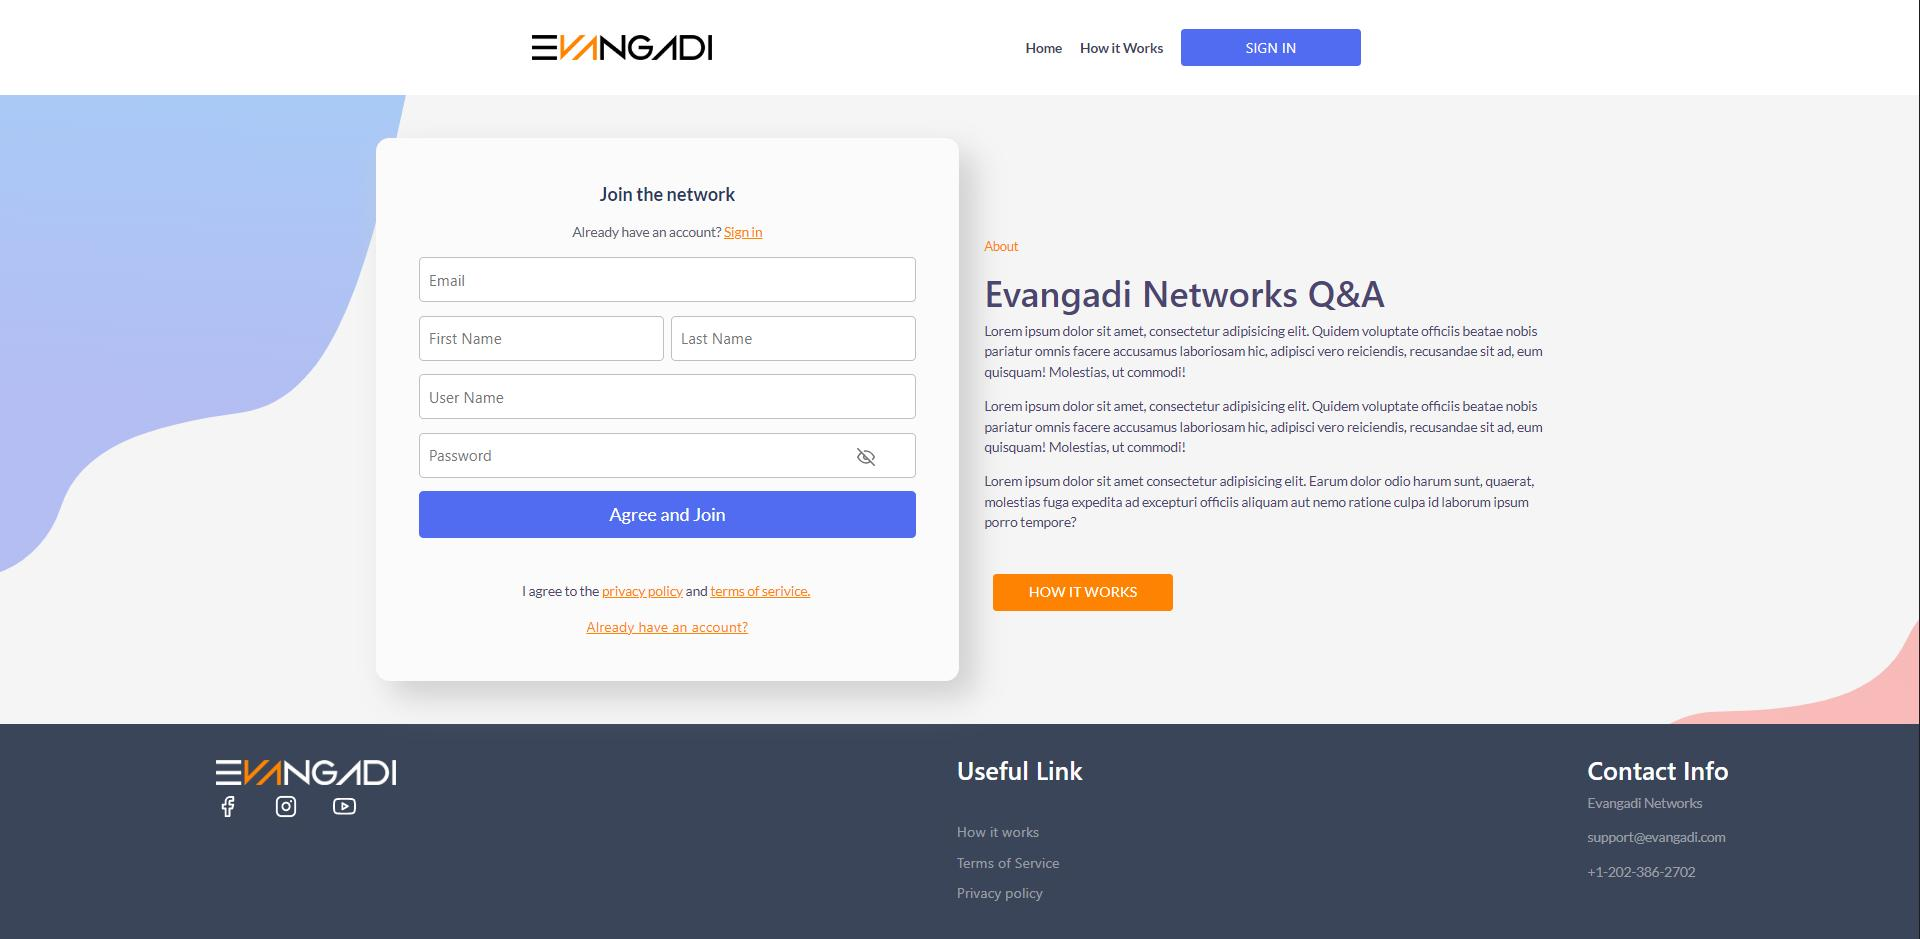 EVANGADI
Home
How it Works
SIGN IN
Join the network
Already have an account? Sign in
Email
First Name
Last Name
User Name
Password
Agree and Join
I agree to the privacy policy and terms of serivice.
Already have an account?
About
Evangadi Networks Q&A
Lorem ipsum dolor sit amet, consectetur adipisicing elit. Quidem voluptate officiis beatae nobis
pariatur omnis facere accusamus laboriosam hic, adipisci vero reiciendis, recusandae sit ad, eum
quisquam! Molestias, ut commodi!
Lorem ipsum dolor sit amet, consectetur adipisicing elit. Quidem voluptate officiis beatae nobis
pariatur omnis facere accusamus laboriosam hic, adipisci vero reiciendis, recusandae sit ad, eum
quisquam! Molestias, ut commodi!
Lorem ipsum dolor sit amet consectetur adipisicing elit. Earum dolor odio harum sunt, quaerat,
molestias fuga expedita ad excepturi officiis aliquam aut nemo ratione culpa id laborum ipsum
porro tempore?
HOW IT WORKS
EVANGADI
Useful Link
How it works
Terms of Service
Privacy policy
Contact Info
Evangadi Networks
support@evangadi.com
+1-202-386-2702